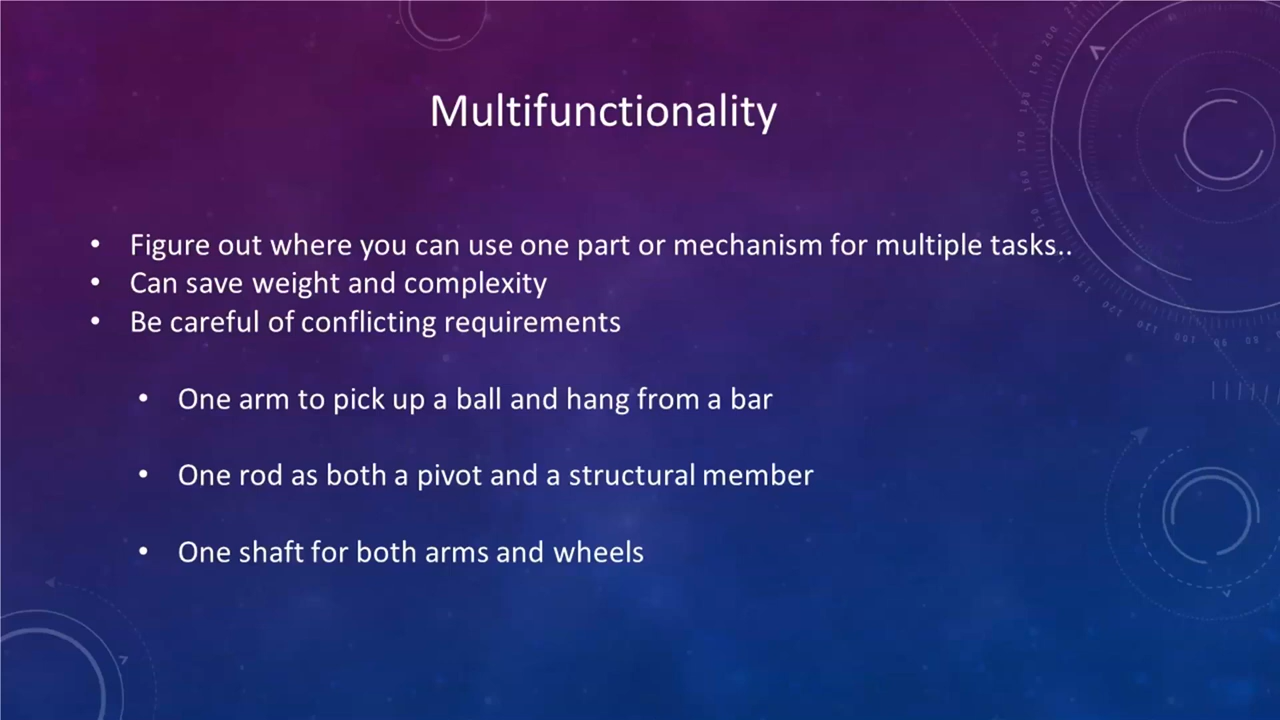 Multifunctionality
• Figure out where you can use one part or mechanism for multiple tasks..
• Can save weight and complexity
• Be careful of conflicting requirements
• One arm to pick up a ball and hang from a bar
• One rod as both a pivot and a structural member
• One shaft for both arms and wheels